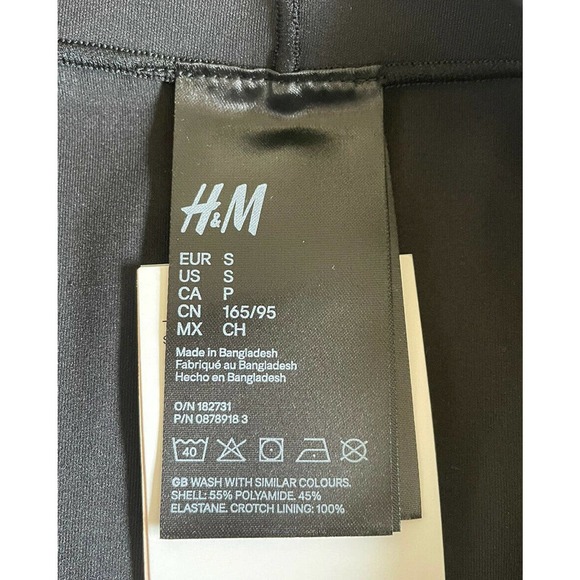 H&M
EUR S
US S
CA P
CN 165/95
MX CH
Made in Bangladesh
Fabriqué au Bangladesh
Hecho en Bangladesh
O/N 182731
P/N 0878918 3
40
GB WASH WITH SIMILAR COLOURS.
SHELL: 55% POLYAMIDE. 45%
ELASTANE. CROTCH LINING: 100%